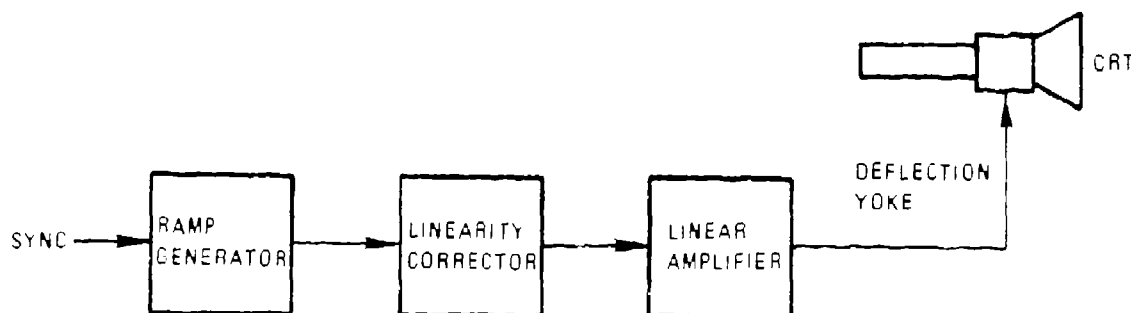 CRT
DEFLECTION
YOKE
SYNC
RAMP
GENERATOR
LINEARITY
CORRECTOR
LINEAR
AMPLIFIER